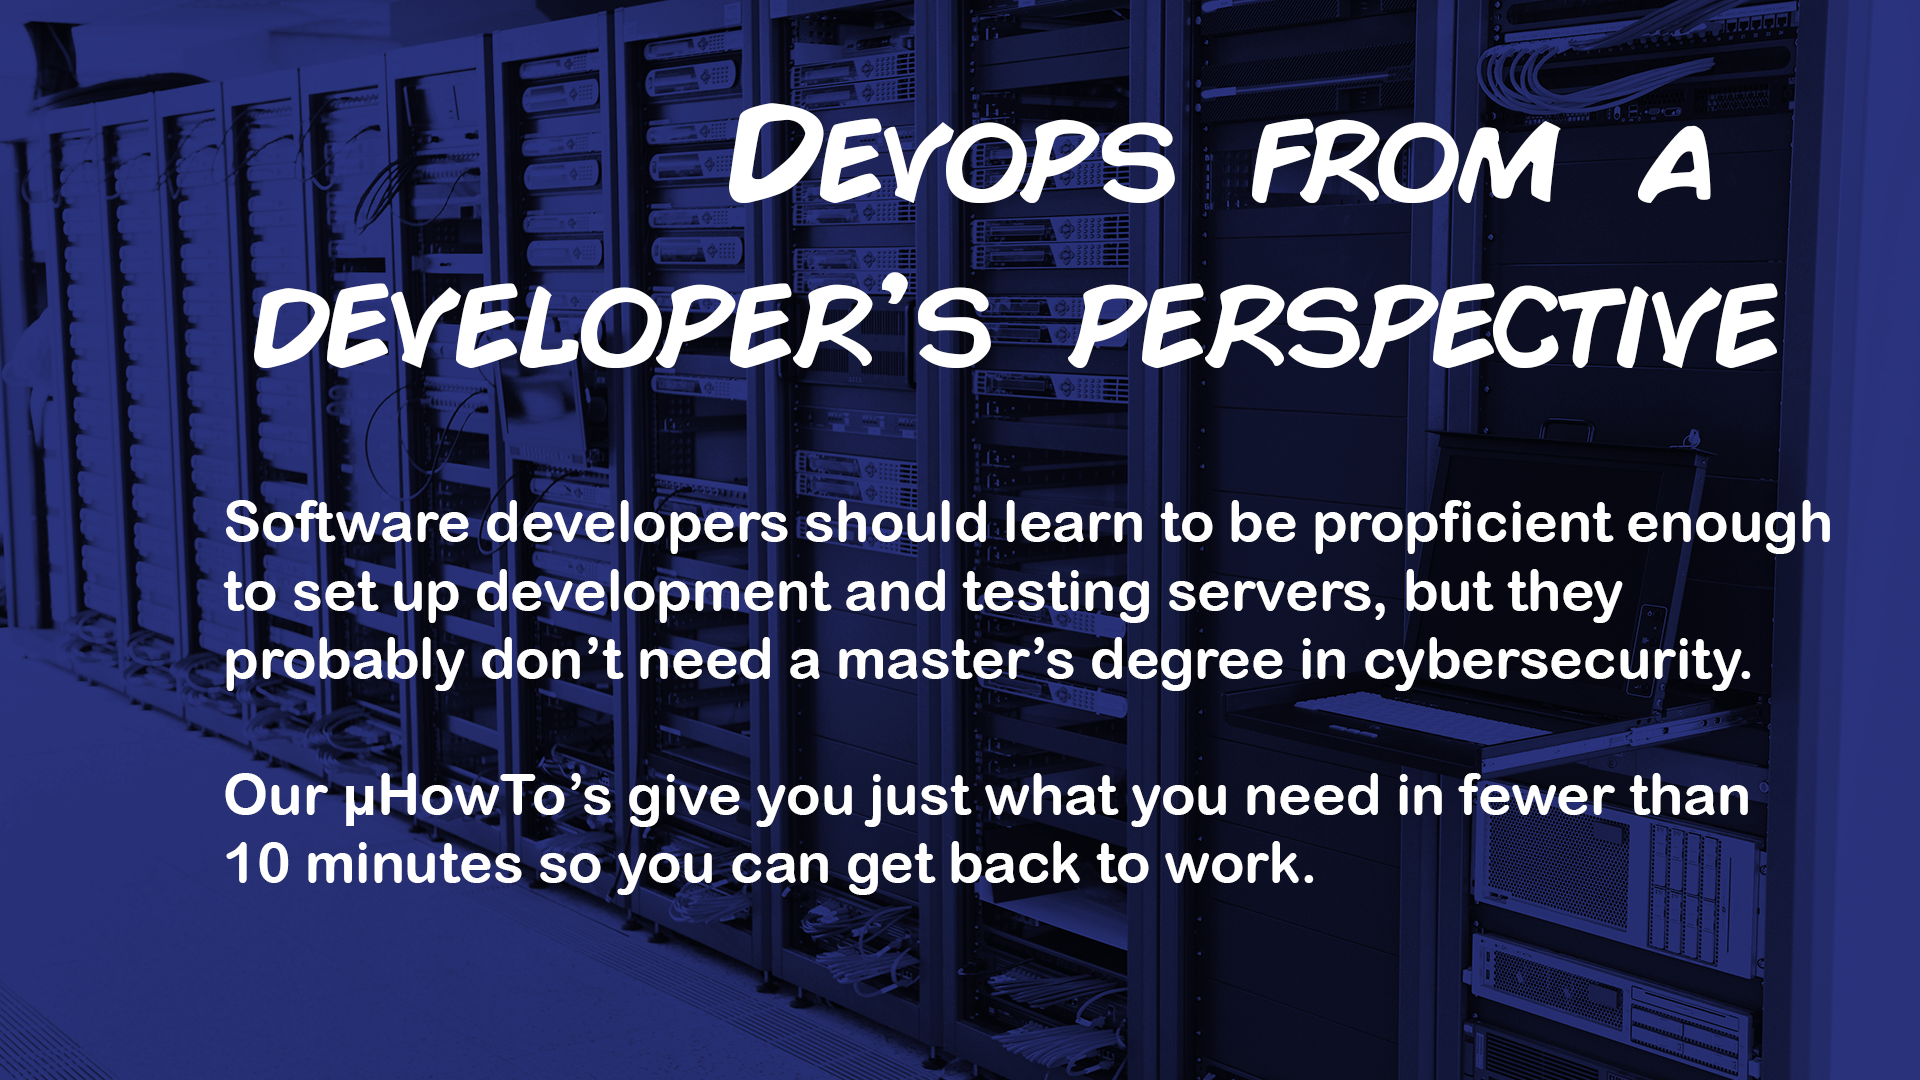 Devops from a
developer's perspective
Software developers should learn to be propficient enough
to set up development and testing servers, but they
probably don't need a master's degree in cybersecurity.
Our µHowTo's give you just what you need in fewer than
10 minutes so you can get back to work.